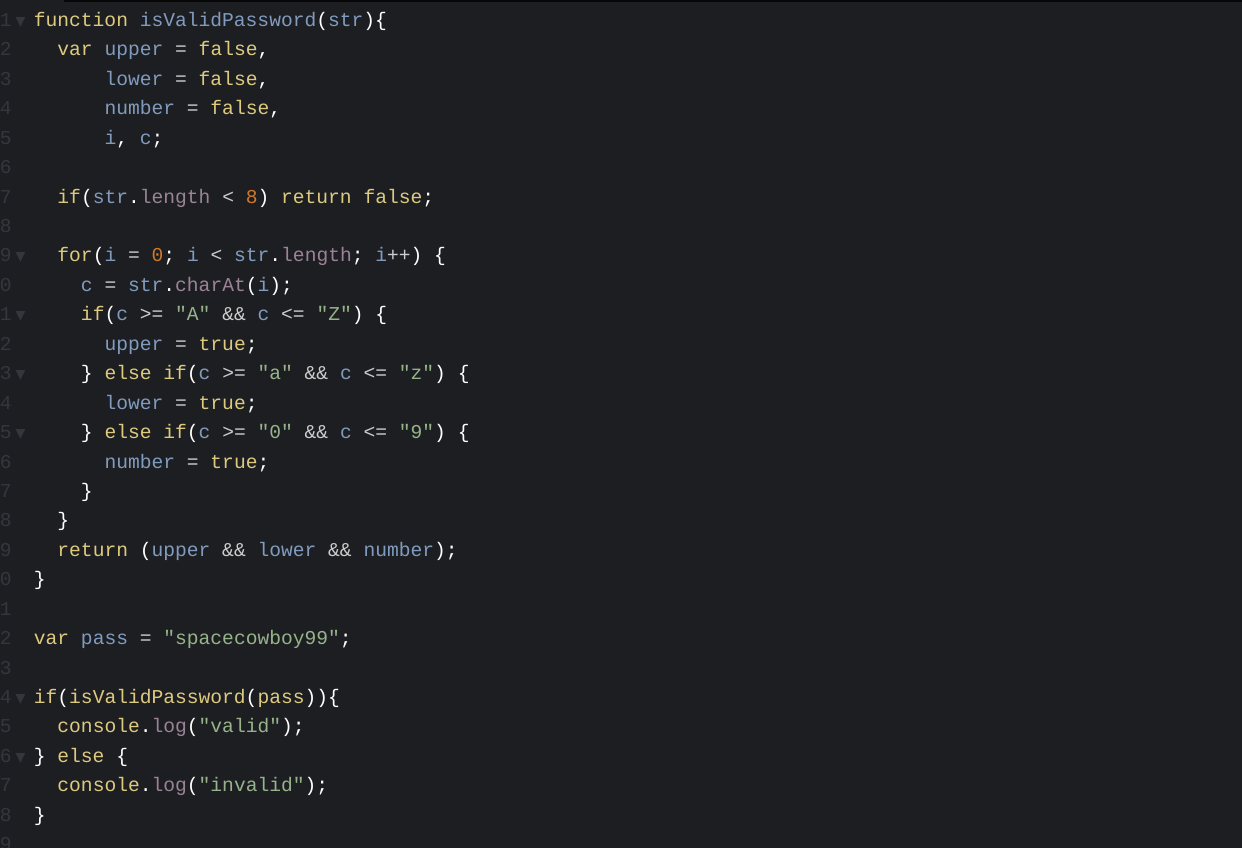 1 function isValidPassword(str){
2   var upper = false,
3       lower = false,
4       number = false,
5       i, c;
6
7   if(str.length < 8) return false;
8
9   for(i = 0; i < str.length; i++) {
0     c = str.charAt(i);
1     if(c >= "A" && c <= "Z") {
2       upper = true;
3     } else if(c >= "a" && c <= "z") {
4       lower = true;
5     } else if(c >= "0" && c <= "9") {
6       number = true;
7     }
8   }
9   return (upper && lower && number);
0 }
1
2 var pass = "spacecowboy99";
3
4 if(isValidPassword(pass)){
5   console.log("valid");
6 } else {
7   console.log("invalid");
8 }
9